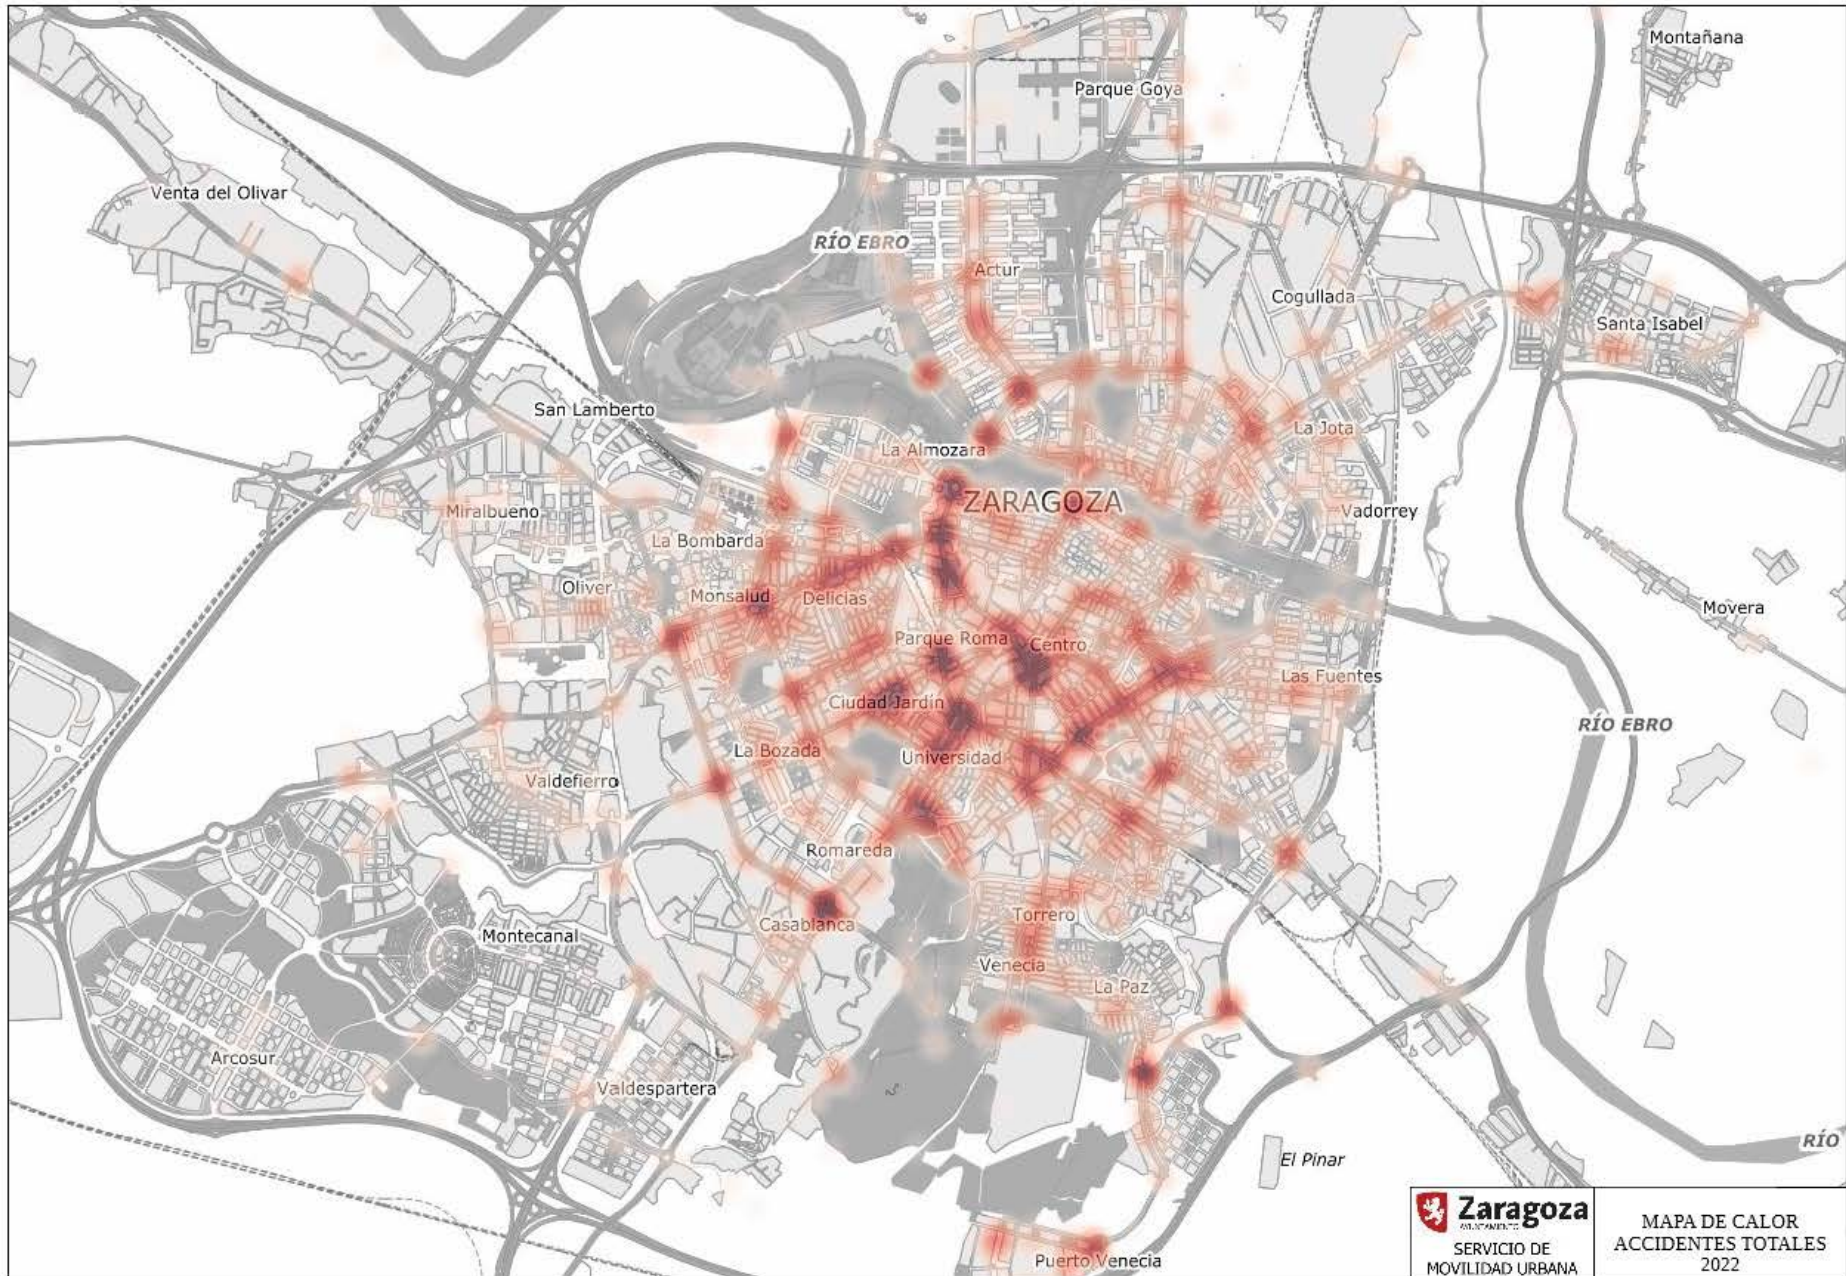 Montañana
Parque Goya
Venta del Olivar
RÍO EBRO
Actur
Cogullada
Santa Isabel
San Lamberto
La Jota
La Almozara
ZARAGOZA
Miralbueno
Vadorrey
La Bombarda
Oliver
Monsalud
Delicias
Movera
Parque Roma
Centro
Las Fuentes
Ciudad Jardín
RÍO EBRO
La Bozada
Universidad
Valdefierro
Romareda
Torrero
Casablanca
Montecanal
Venecia
La Paz
Arcosur
Valdespartera
RÍO
El Pinar
Puerto Venecia
Zaragoza
AYUNTAMIENTO
SERVICIO DE
MOVILIDAD URBANA
MAPA DE CALOR
ACCIDENTES TOTALES
2022